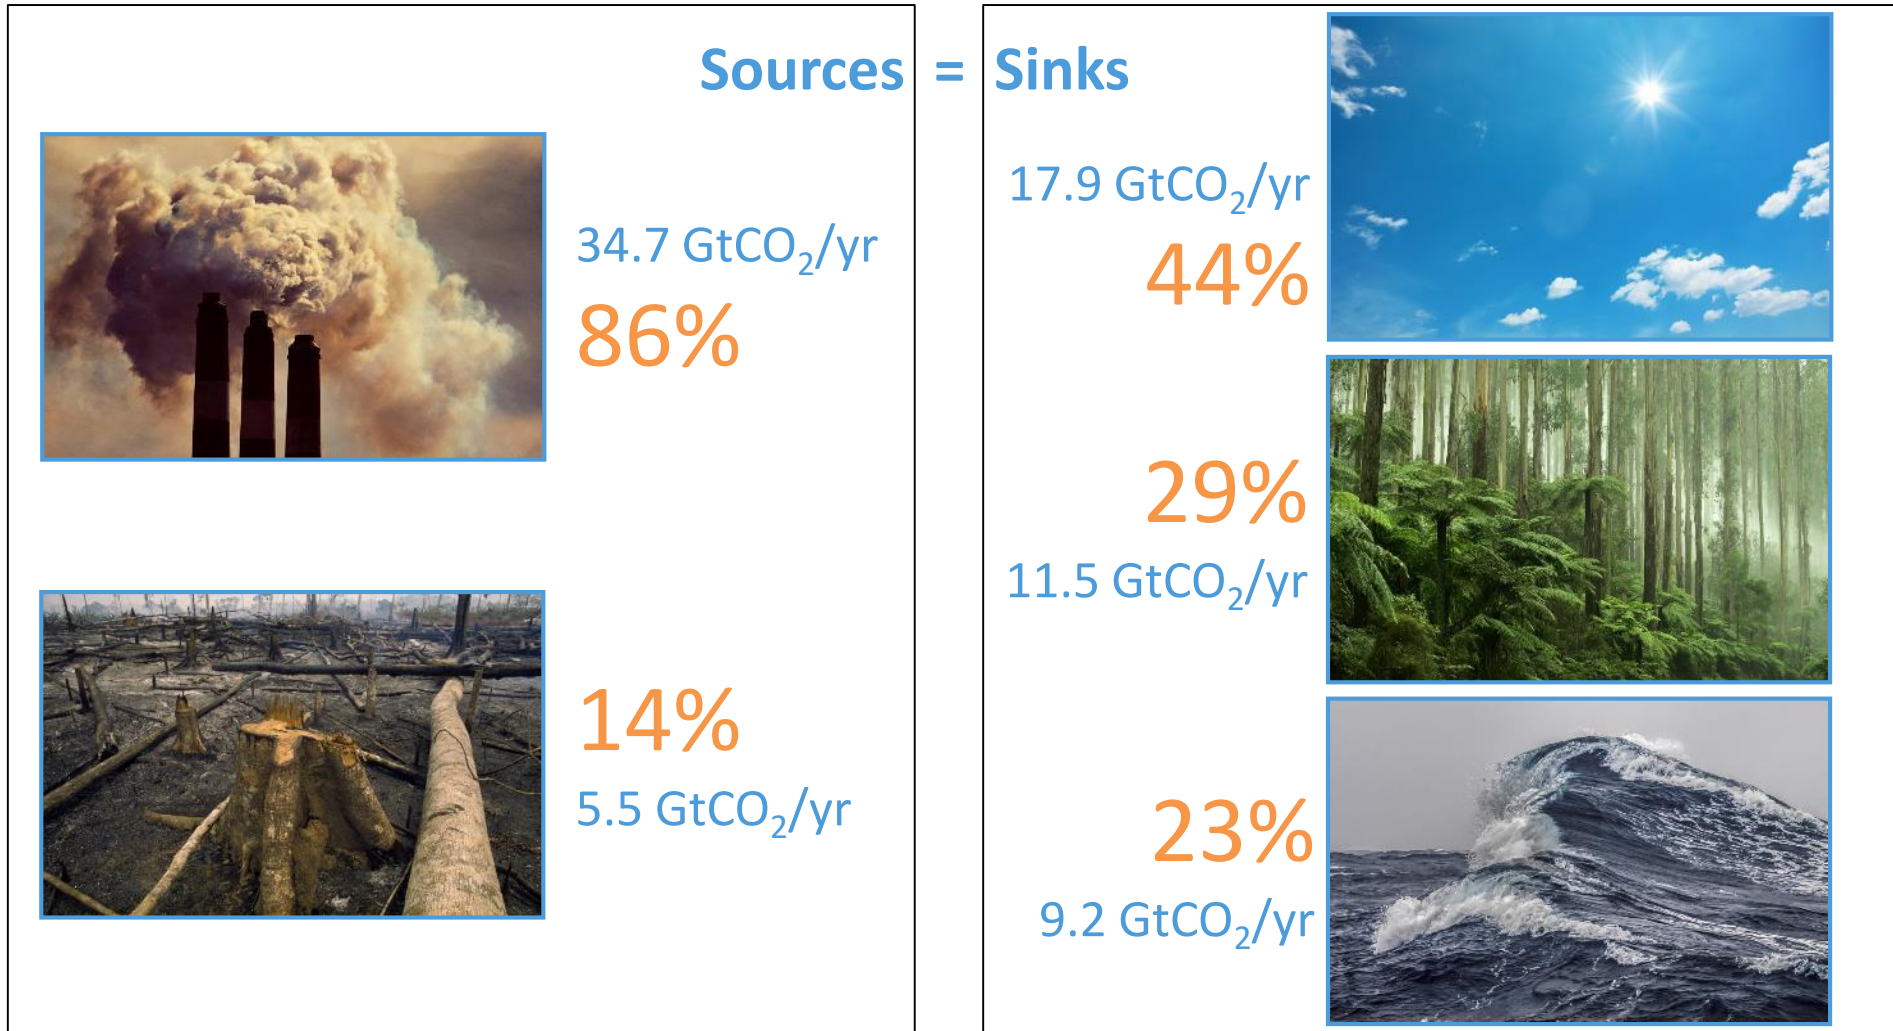 Sources = Sinks
34.7 GtCO₂/yr
86%
14%
5.5 GtCO₂/yr
17.9 GtCO₂/yr
44%
29%
11.5 GtCO₂/yr
23%
9.2 GtCO₂/yr